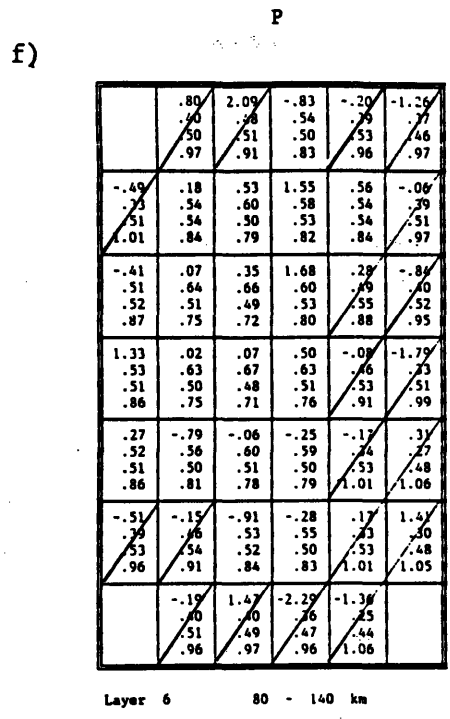 P
f)
.80 2.09 -.83 -.20 -1.26
.40 .48 .54 .39 .37
.50 .51 .50 .53 .46
.97 .91 .83 .96 .97
-.49 .18 .53 1.55 .56 -.06
.54 .60 .58 .54 .39
.51 .54 .50 .53 .54 .51
1.01 .84 .79 .82 .84 .97
-.41 .07 .35 1.68 .28 -.84
.51 .64 .66 .60 .49 .40
.52 .51 .49 .53 .55 .52
.87 .75 .72 .80 .88 .95
1.33 .02 .07 .50 -.08 -1.79
.53 .63 .67 .63 .46 .33
.51 .50 .48 .51 .53 .51
.86 .75 .71 .76 .91 .99
.27 -.79 -.06 -.25 .31
.52 .56 .60 .59 .34 .27
.51 .50 .51 .50 .53 .48
.86 .81 .78 .79 1.01 1.06
-.51 -.15 -.91 -.28 .17 1.41
.39 .46 .53 .55 .33 .30
.53 .54 .52 .50 .53 .48
.96 .91 .84 .83 1.01 1.05
-.19 1.47 -2.29 -1.36
.40 .40 .36 .25
.51 .49 .47 .44
.96 .97 .96 1.06
Layer 6 80 - 140 km